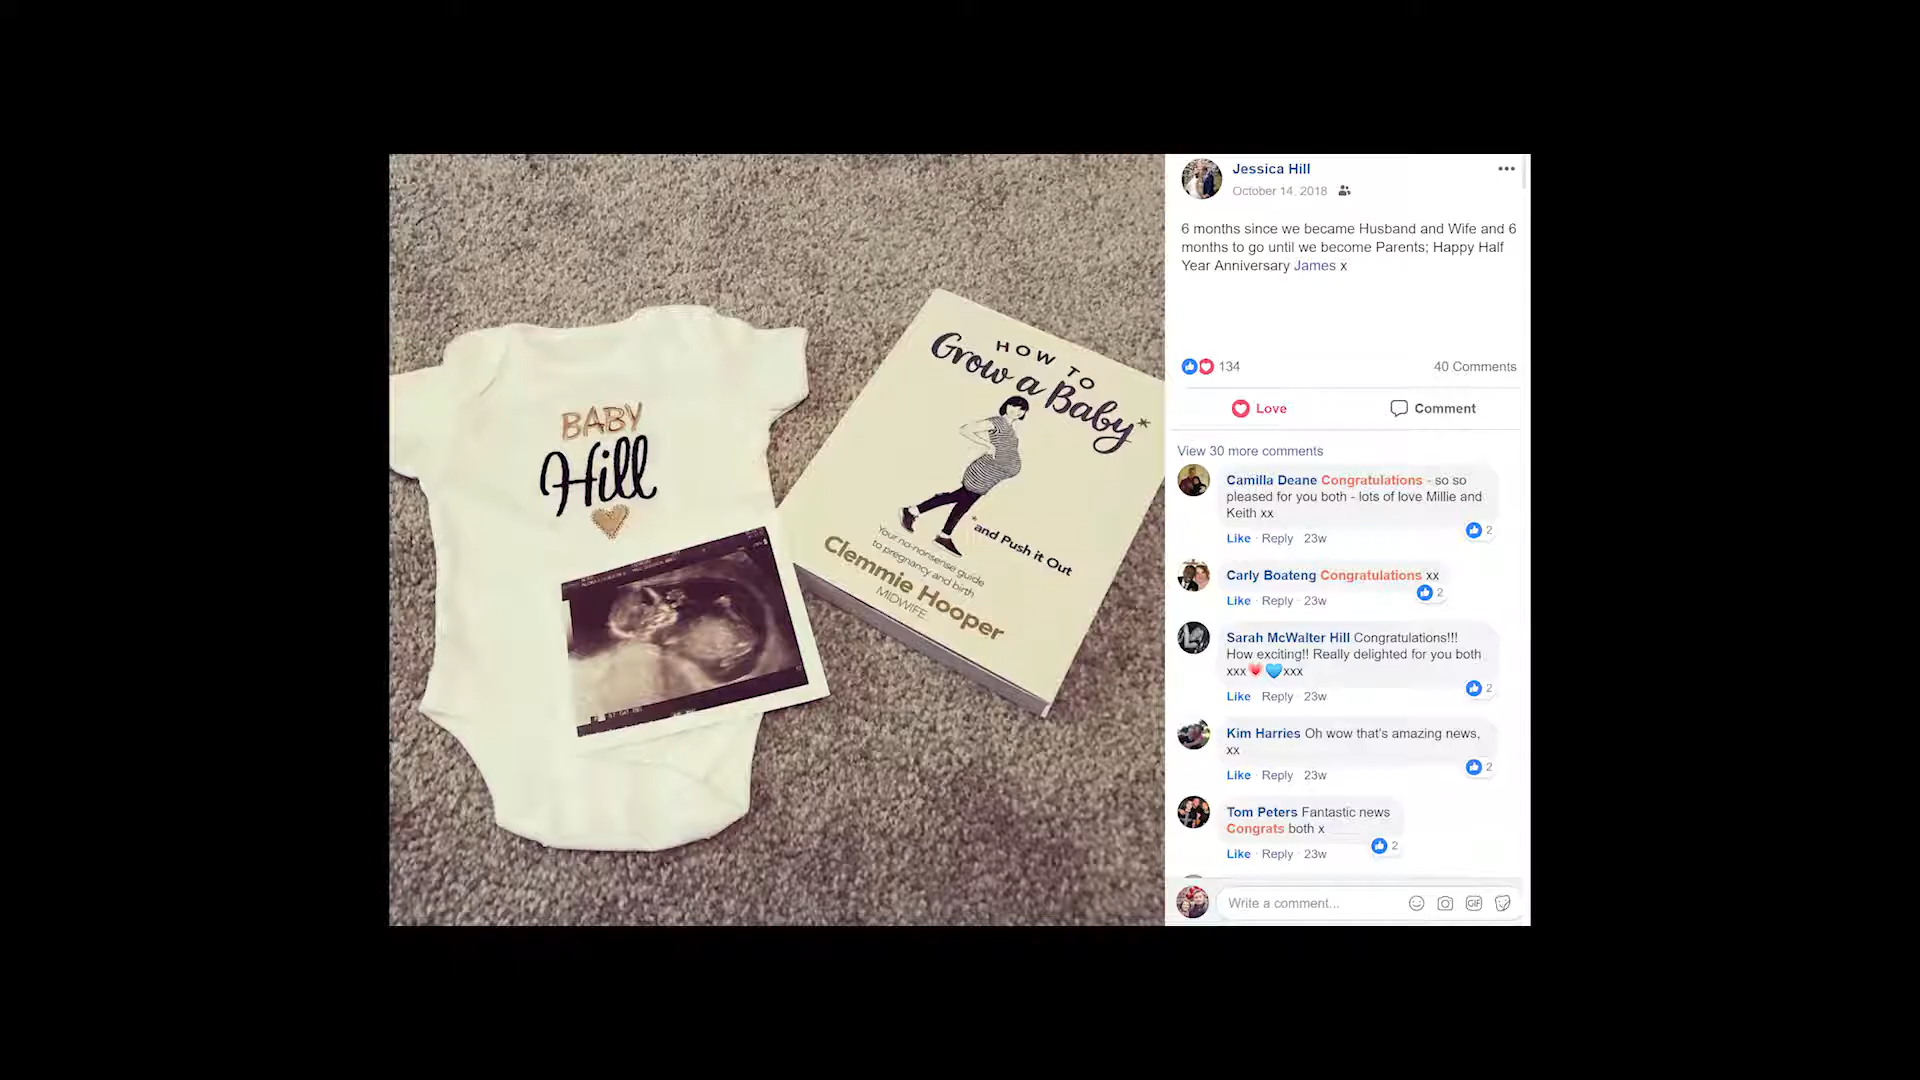 BABY
Hill
HOW TO
Grow a Baby*
*and Push it Out
Your no-nonsense guide
to pregnancy and birth
Clemmie Hooper
MIDWIFE
Jessica Hill
October 14, 2018
6 months since we became Husband and Wife and 6
months to go until we become Parents; Happy Half
Year Anniversary James x
134
40 Comments
Love
Comment
View 30 more comments
Camilla Deane Congratulations - so so
pleased for you both - lots of love Millie and
Keith xx
2
Like · Reply · 23w
Carly Boateng Congratulations xx
2
Like · Reply · 23w
Sarah McWalter Hill Congratulations!!!
How exciting!! Really delighted for you both
xxx💗💙xxx
2
Like · Reply · 23w
Kim Harries Oh wow that's amazing news,
xx
2
Like · Reply · 23w
Tom Peters Fantastic news
Congrats both x
2
Like · Reply · 23w
Write a comment...
GIF